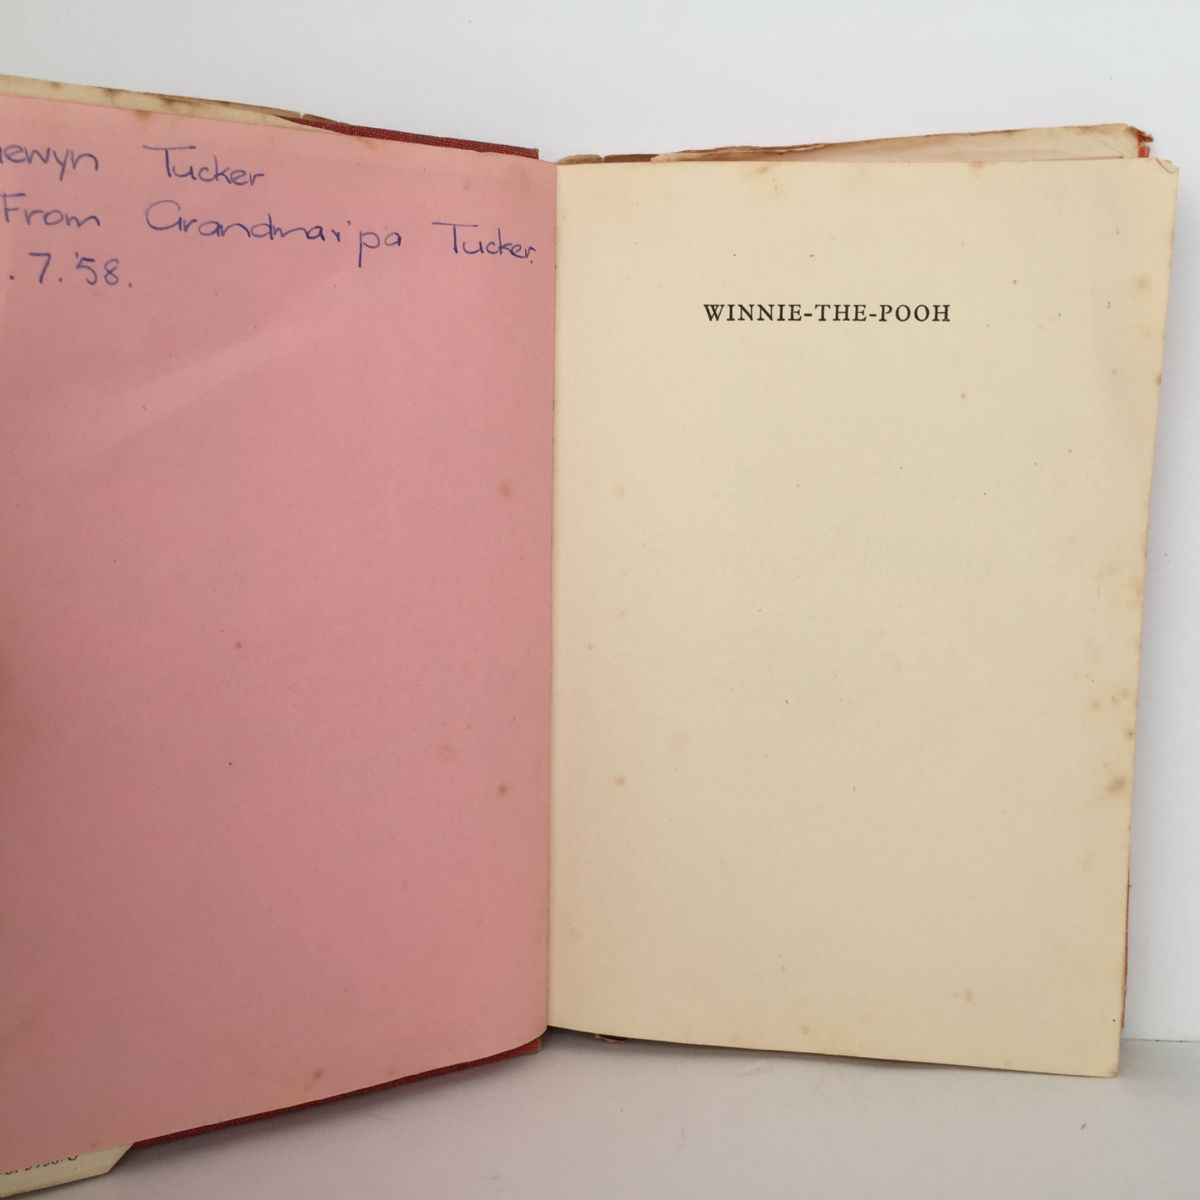 Tucker
From Grandma & pa Tucker.
. 7. '58.
WINNIE-THE-POOH